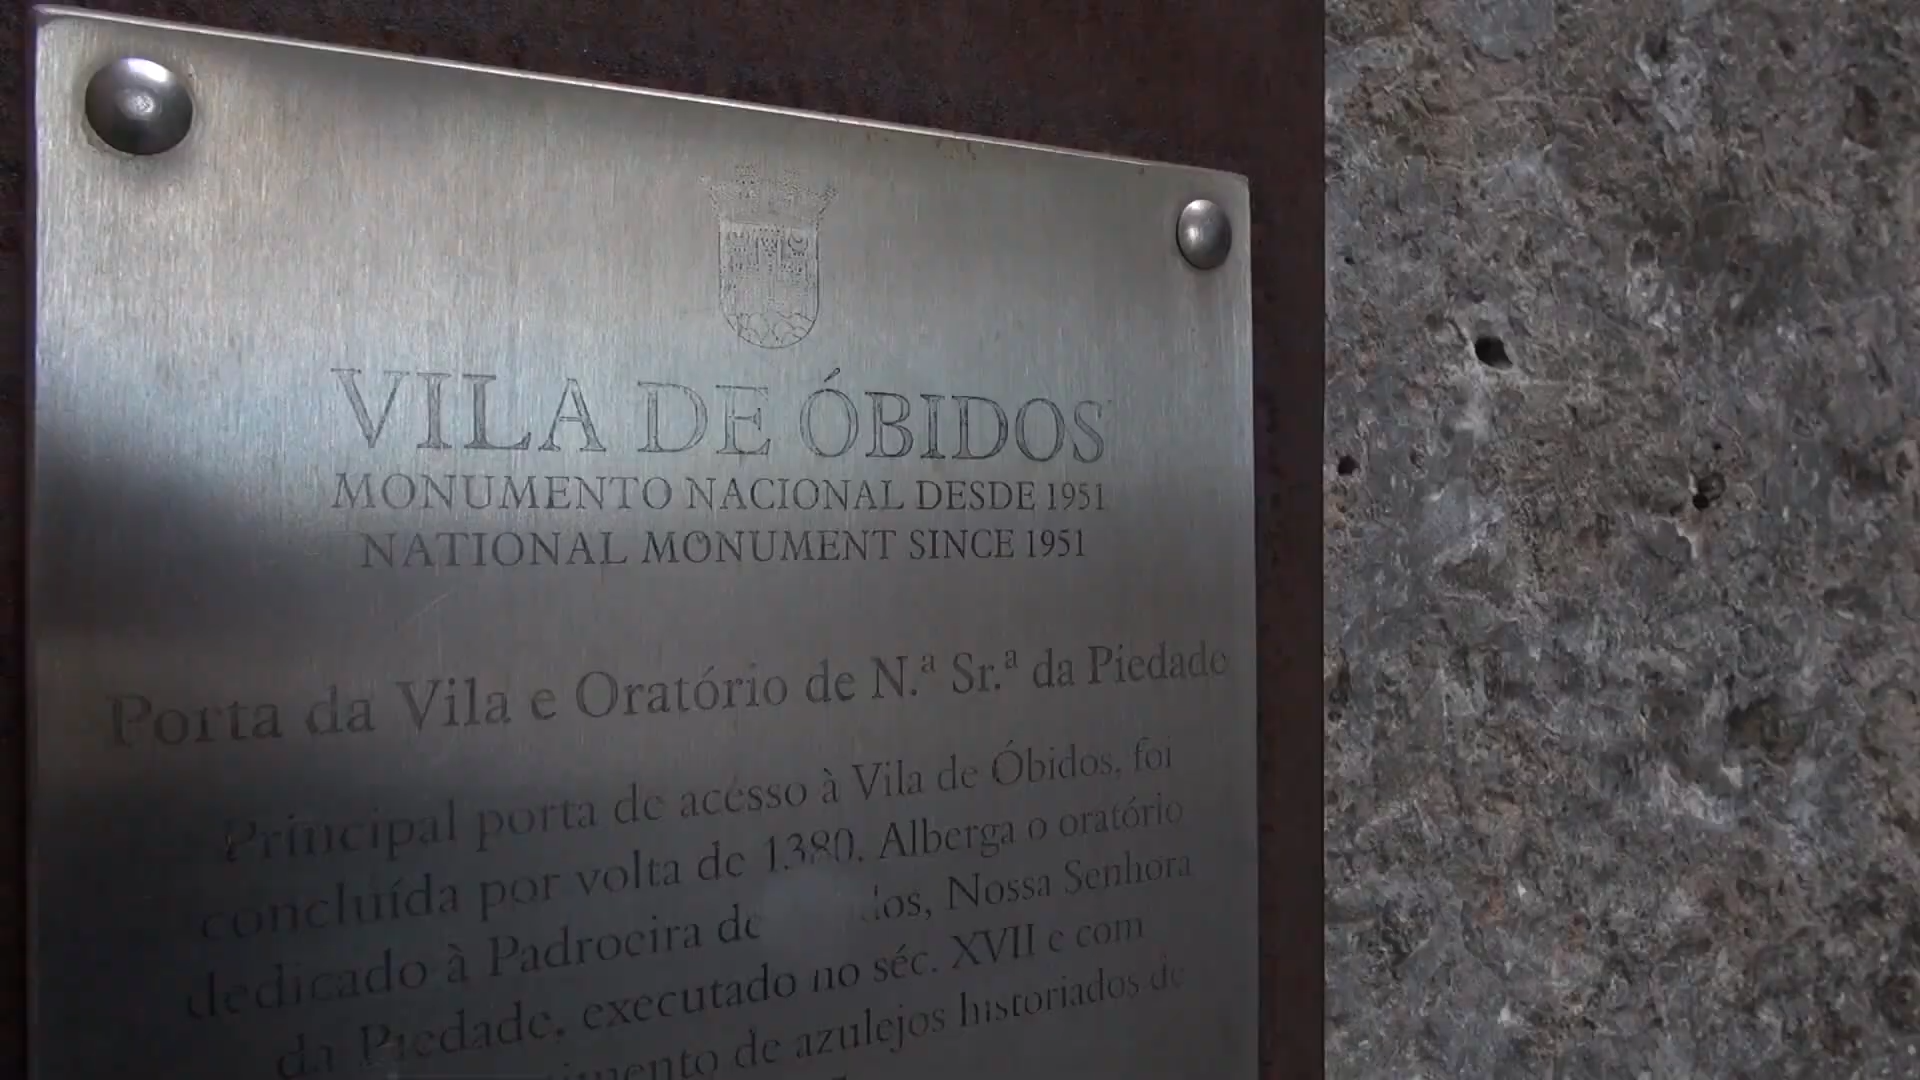 VILA DE ÓBIDOS
MONUMENTO NACIONAL DESDE 1951
NATIONAL MONUMENT SINCE 1951
Porta da Vila e Oratório de N.ª Sr.ª da Piedade
Principal porta de acesso à Vila de Óbidos, foi
concluída por volta de 1380. Alberga o oratório
dedicado à Padroeira de Nossa Senhora
da Piedade, executado no séc. XVII e com
de azulejos historiados de